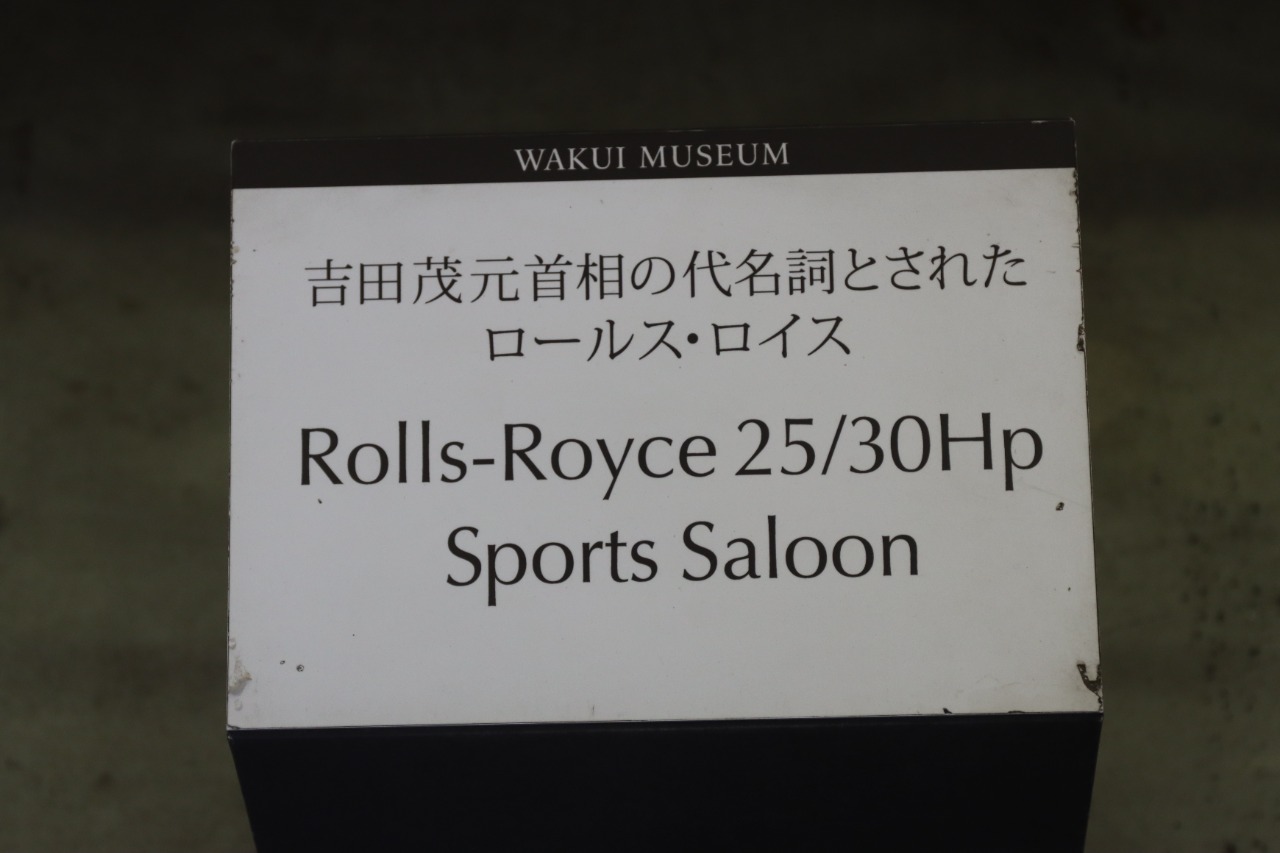 WAKUI MUSEUM
吉田茂元首相の代名詞とされた
ロールス・ロイス
Rolls-Royce 25/30Hp
Sports Saloon